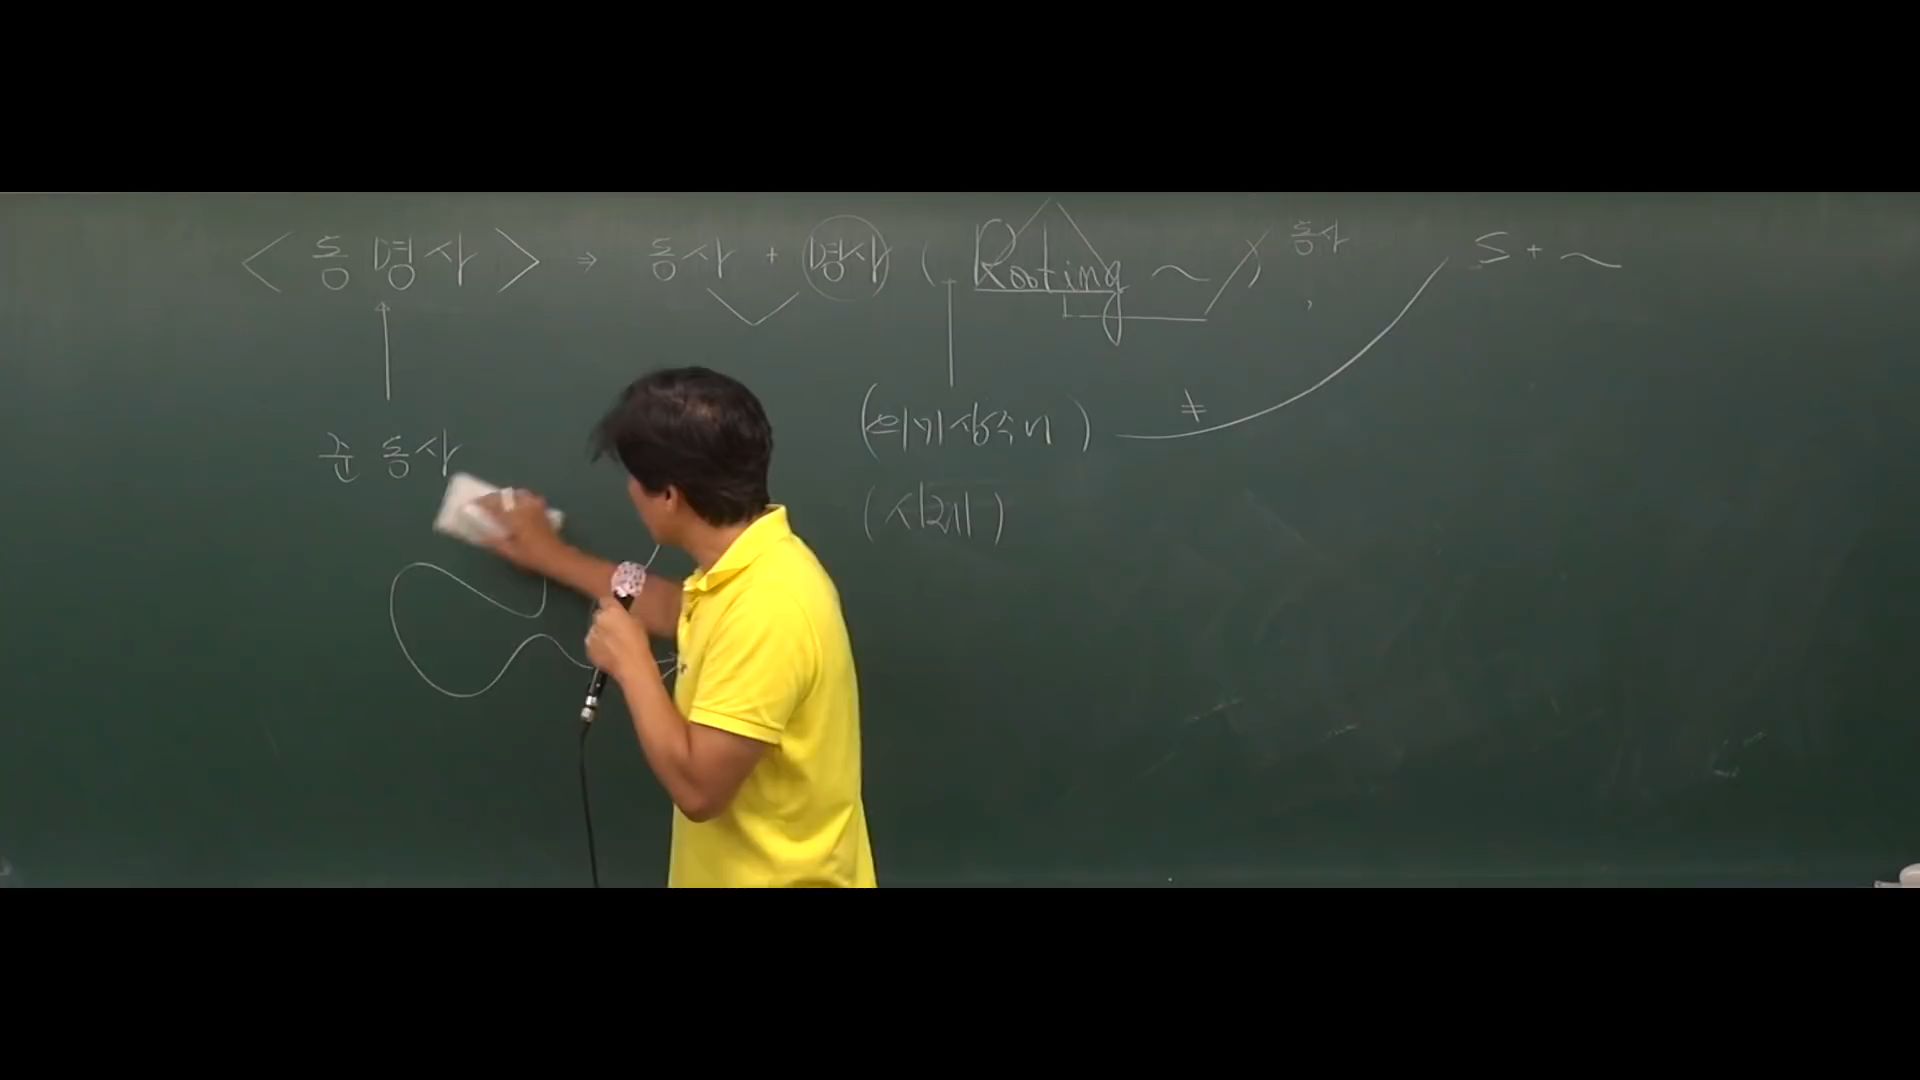 < 동명사 > ⇒ 동사 + 명사 ( Rooting ~ ) 동사 S + ~
,
(의미상주어) ≠
준동사
(시제)